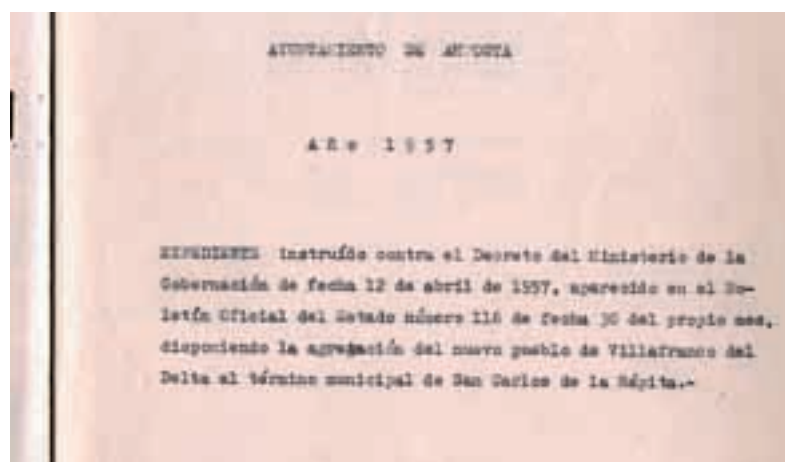 AYUNTAMIENTO DE AMPOSTA
Año 1957
EXPEDIENTE instruído contra el Decreto del Ministerio de la
Gobernación de fecha 12 de abril de 1957, aparecido en el Bo-
letín Oficial del Estado número 116 de fecha 30 del propio mes,
disponiendo la agregación del nuevo pueblo de Villafranco del
Delta al término municipal de San Carlos de la Rápita.-